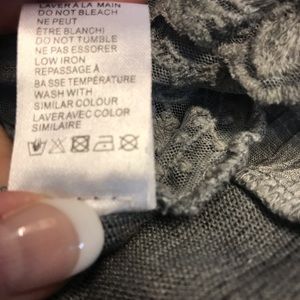 LAVER À LA MAIN
DO NOT BLEACH
NE PEUT
ÊTRE BLANCHI
DO NOT TUMBLE
NE PAS ESSORER
LOW IRON
REPASSAGE À
BASSE TEMPÉRATURE
WASH WITH
SIMILAR COLOUR
LAVER AVEC COLOR
SIMILAIRE